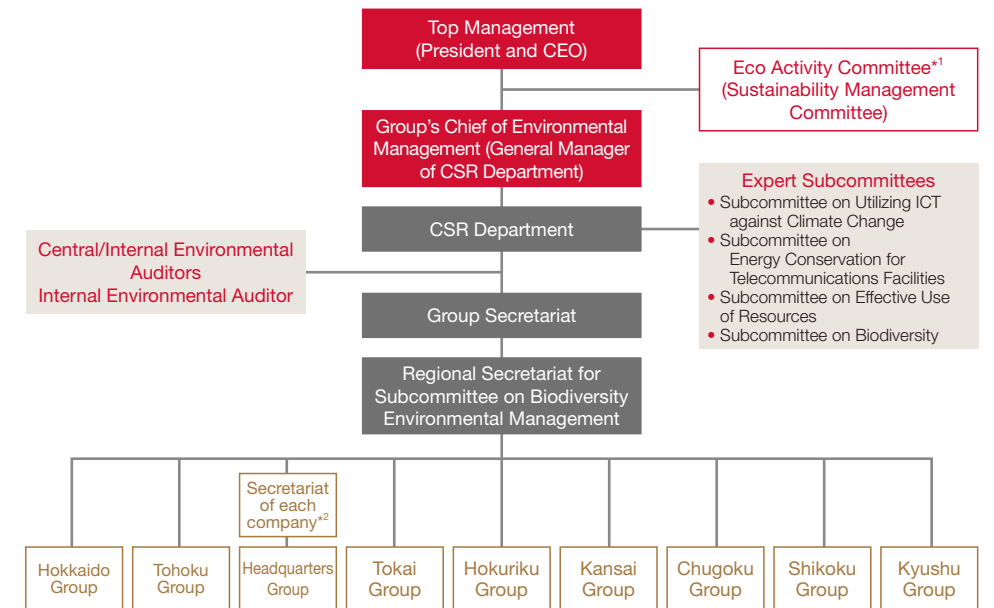 Top Management
(President and CEO)
Eco Activity Committee*1
(Sustainability Management
Committee)
Group's Chief of Environmental
Management (General Manager
of CSR Department)
Expert Subcommittees
• Subcommittee on Utilizing ICT
against Climate Change
• Subcommittee on
Energy Conservation for
Telecommunications Facilities
• Subcommittee on Effective Use
of Resources
• Subcommittee on Biodiversity
CSR Department
Central/Internal Environmental
Auditors
Internal Environmental Auditor
Group Secretariat
Regional Secretariat for
Subcommittee on Biodiversity
Environmental Management
Secretariat
of each
company*2
Hokkaido
Group
Tohoku
Group
Headquarters
Group
Tokai
Group
Hokuriku
Group
Kansai
Group
Chugoku
Group
Shikoku
Group
Kyushu
Group